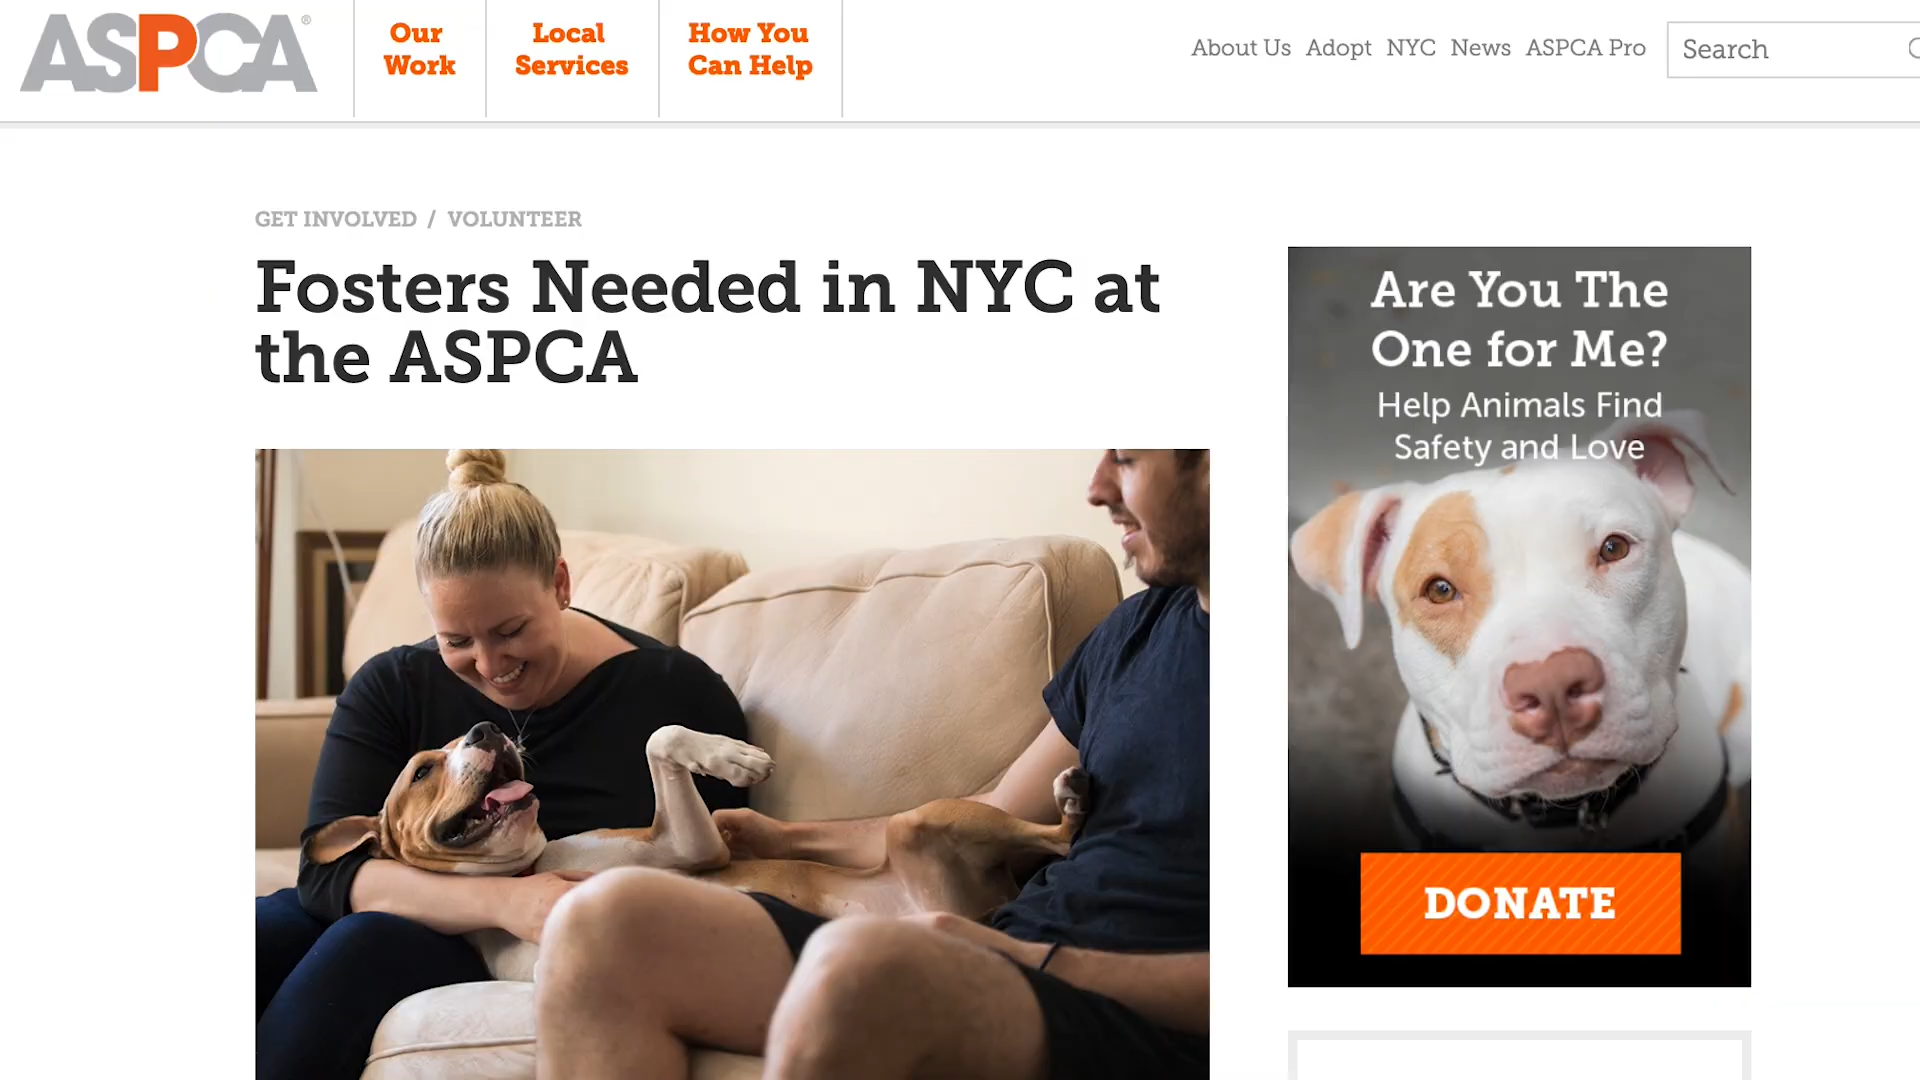 ASPCA®
Our
Work
Local
Services
How You
Can Help
About Us Adopt NYC News ASPCA Pro
Search
GET INVOLVED / VOLUNTEER
Fosters Needed in NYC at
the ASPCA
Are You The
One for Me?
Help Animals Find
Safety and Love
DONATE